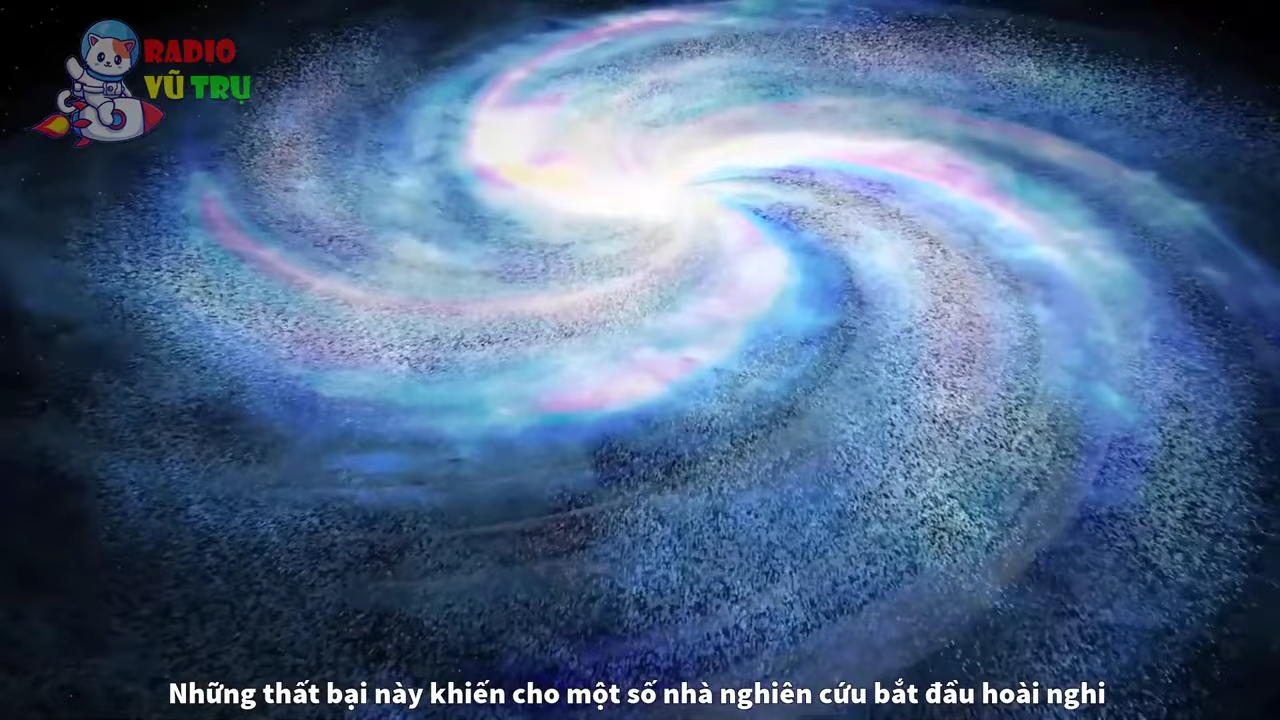 RADIO
VŨ TRỤ
Những thất bại này khiến cho một số nhà nghiên cứu bắt đầu hoài nghi